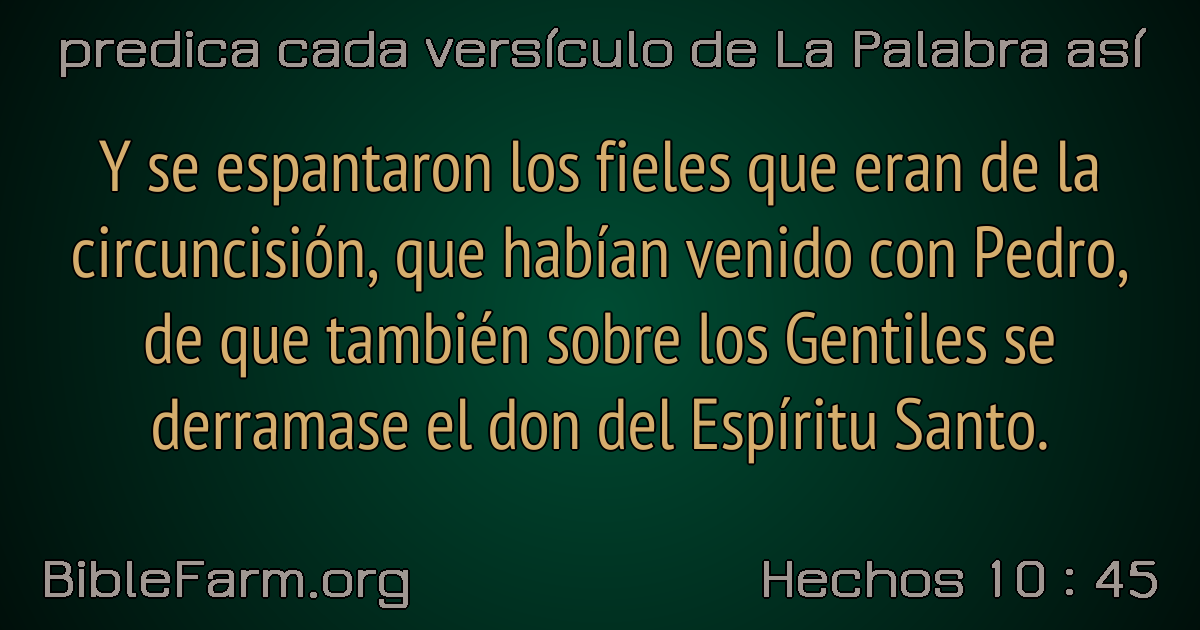 predica cada versículo de La Palabra así
Y se espantaron los fieles que eran de la
circuncisión, que habían venido con Pedro,
de que también sobre los Gentiles se
derramase el don del Espíritu Santo.
BibleFarm.org
Hechos 10 : 45